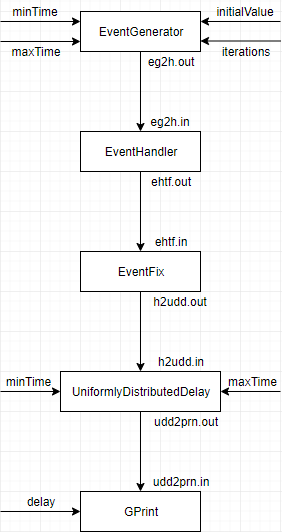 minTime
initialValue
EventGenerator
maxTime
iterations
eg2h.out
eg2h.in
EventHandler
ehtf.out
ehtf.in
EventFix
h2udd.out
h2udd.in
minTime
maxTime
UniformlyDistributedDelay
udd2prn.out
udd2prn.in
delay
GPrint